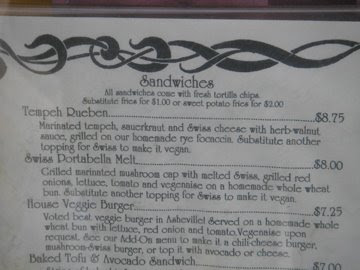 Sandwiches
All sandwiches come with fresh tortilla chips.
Substitute fries for $1.00 or sweet potato fries for $2.00
Tempeh Rueben $8.75
Marinated tempeh, sauerkraut and Swiss cheese with herb-walnut
sauce, grilled on our homemade rye focaccia. Substitute another
topping for Swiss to make it vegan.
Swiss Portabella Melt $8.00
Grilled marinated mushroom cap with melted Swiss, grilled red
onions, lettuce, tomato and vegenaise on a homemade whole wheat
bun. Substitute another topping for Swiss to make it vegan.
House Veggie Burger $7.25
Voted best veggie burger in Asheville! Served on a homemade whole
wheat bun with lettuce, red onion and tomato.Vegenaise upon
request. See our Add-On menu to make it a chili-cheese burger,
mushroom-Swiss burger, or top it with avocado or cheese.
Baked Tofu & Avocado Sandwich $7.00